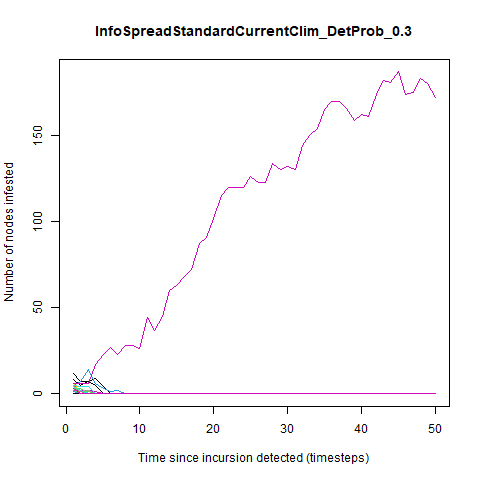 InfoSpreadStandardCurrentClim_DetProb_0.3
Number of nodes infested
150
100
50
0
0 10 20 30 40 50
Time since incursion detected (timesteps)